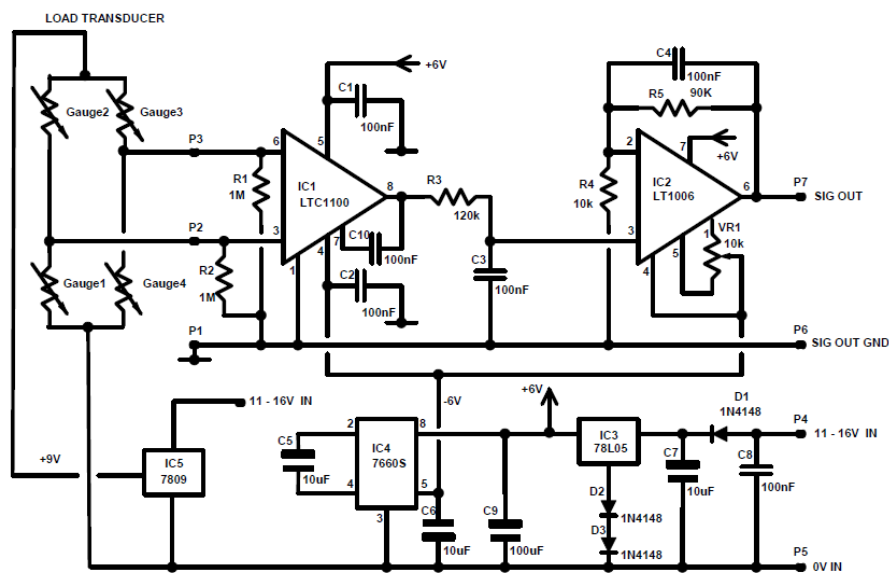 LOAD TRANSDUCER
+6V
C1
100nF
C4
100nF
R5
90K
Gauge2
Gauge3
P3
6
5
2
7
+6V
R1
1M
IC1
LTC1100
8
R3
120k
R4
10k
IC2
LT1006
6
P7
SIG OUT
P2
3
7
4
1
C10
100nF
3
1
VR1
10k
5
4
Gauge1
Gauge4
R2
1M
C2
100nF
C3
100nF
P1
P6
SIG OUT GND
-6V
+6V
D1
1N4148
11 - 16V IN
P4
11 - 16V IN
2
8
C5
10uF
IC4
7660S
IC3
78L05
C7
10uF
C8
100nF
+9V
IC5
7809
4
5
3
C6
10uF
C9
100uF
D2
1N4148
D3
1N4148
P5
0V IN